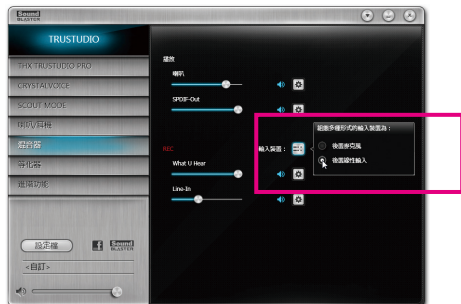 Sound
BLASTER
TRUSTUDIO
THX TRUSTUDIO PRO
CRYSTALVOICE
SCOUT MODE
喇叭/耳機
混音器
等化器
進階功能
設定檔
f
Sound
BLASTER
<自訂>
播放
喇叭
SPDIF-Out
REC
輸入裝置：
What U Hear
Line-In
組態多種形式的輸入裝置為：
後置麥克風
後置線性輸入